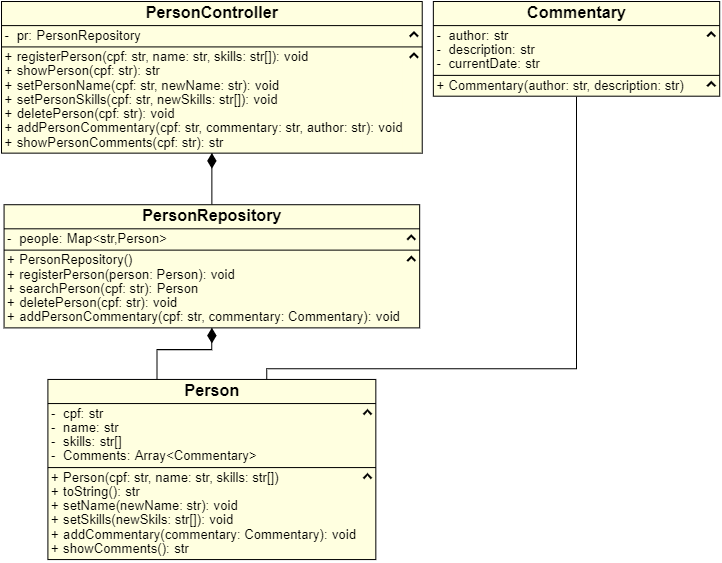 PersonController
- pr: PersonRepository
+ registerPerson(cpf: str, name: str, skills: str[]): void
+ showPerson(cpf: str): str
+ setPersonName(cpf: str, newName: str): void
+ setPersonSkills(cpf: str, newSkills: str[]): void
+ deletePerson(cpf: str): void
+ addPersonCommentary(cpf: str, commentary: str, author: str): void
+ showPersonComments(cpf: str): str
Commentary
- author: str
- description: str
- currentDate: str
+ Commentary(author: str, description: str)
PersonRepository
- people: Map<str,Person>
+ PersonRepository()
+ registerPerson(person: Person): void
+ searchPerson(cpf: str): Person
+ deletePerson(cpf: str): void
+ addPersonCommentary(cpf: str, commentary: Commentary): void
Person
- cpf: str
- name: str
- skills: str[]
- Comments: Array<Commentary>
+ Person(cpf: str, name: str, skills: str[])
+ toString(): str
+ setName(newName: str): void
+ setSkills(newSkils: str[]): void
+ addCommentary(commentary: Commentary): void
+ showComments(): str